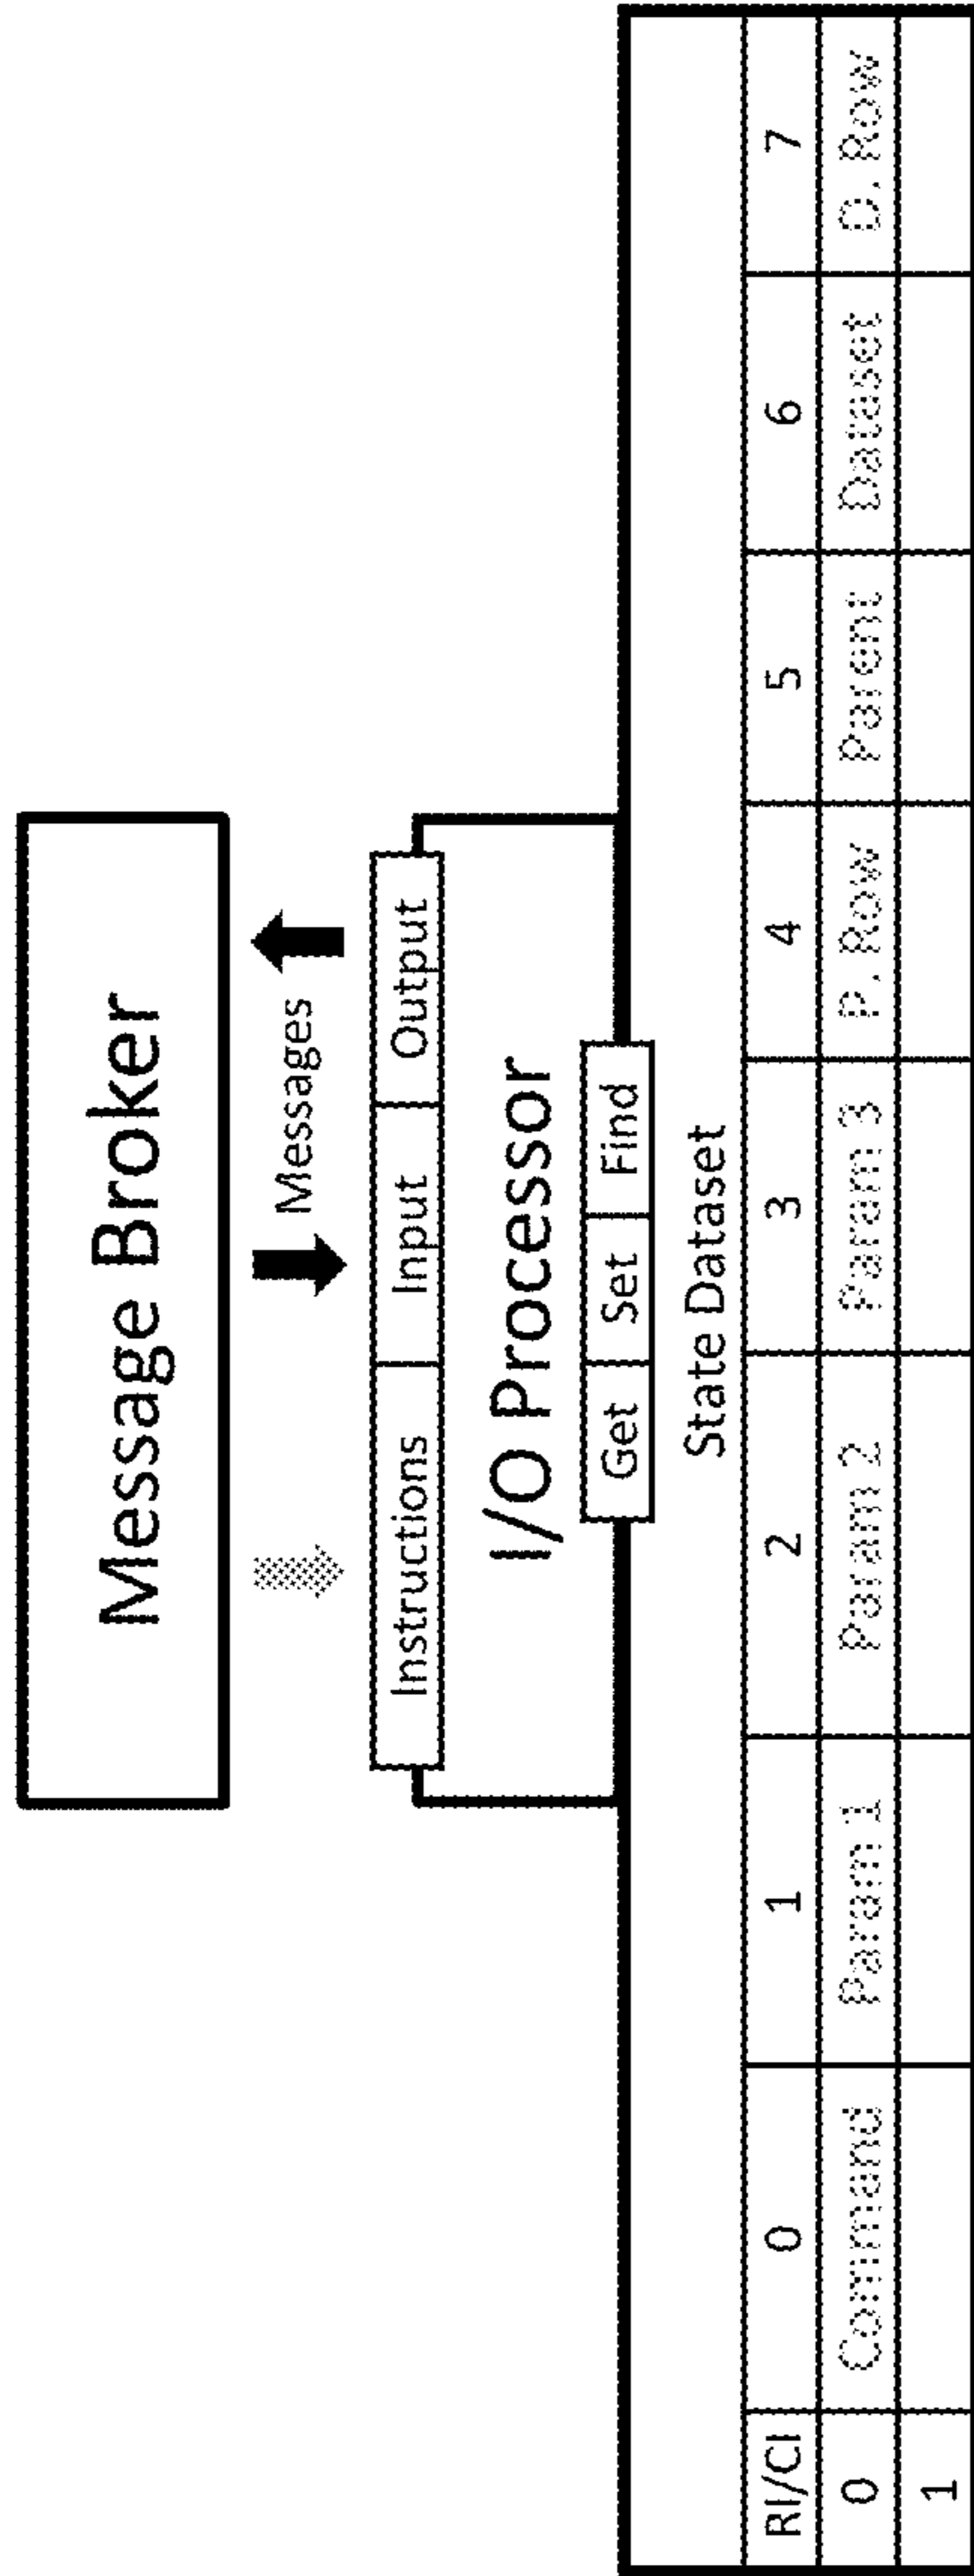 Message Broker
Messages
Instructions Input Output
I/O Processor
Get Set Find
State Dataset
RI/CI 0 1 2 3 4 5 6 7
0 Command Param 1 Param 2 Param 3 P. Row Parent Dataset D. Row
1